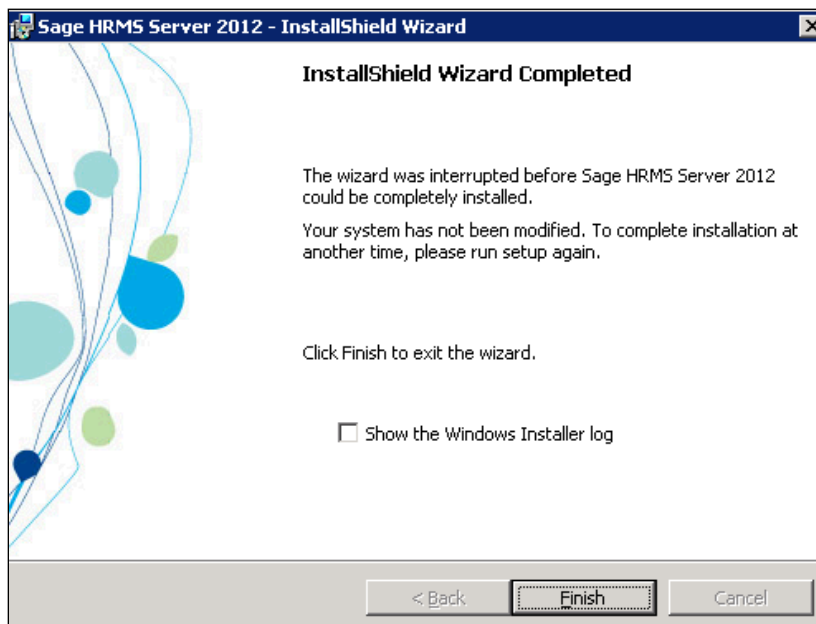 Sage HRMS Server 2012 - InstallShield Wizard
InstallShield Wizard Completed
The wizard was interrupted before Sage HRMS Server 2012
could be completely installed.
Your system has not been modified. To complete installation at
another time, please run setup again.
Click Finish to exit the wizard.
Show the Windows Installer log
< Back
Finish
Cancel